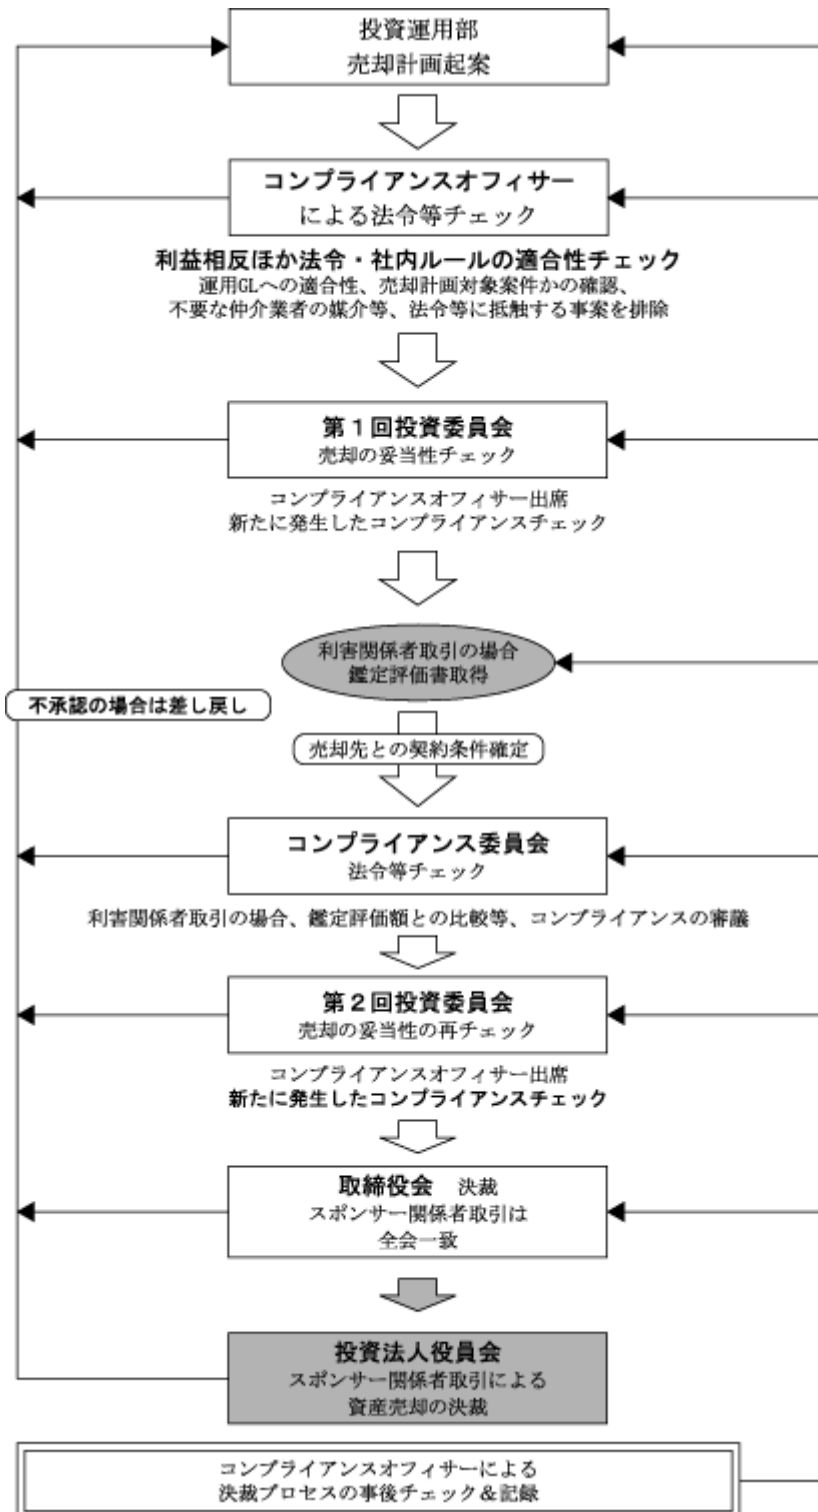 投資運用部
売却計画起案
コンプライアンスオフィサー
による法令等チェック
利益相反ほか法令・社内ルールの適合性チェック
運用GLへの適合性、売却計画対象案件かの確認、
不要な仲介業者の媒介等、法令等に抵触する事案を排除
第1回投資委員会
売却の妥当性チェック
コンプライアンスオフィサー出席
新たに発生したコンプライアンスチェック
利害関係者取引の場合
鑑定評価書取得
不承認の場合は差し戻し
売却先との契約条件確定
コンプライアンス委員会
法令等チェック
利害関係者取引の場合、鑑定評価額との比較等、コンプライアンスの審議
第2回投資委員会
売却の妥当性の再チェック
コンプライアンスオフィサー出席
新たに発生したコンプライアンスチェック
取締役会 決裁
スポンサー関係者取引は
全会一致
投資法人役員会
スポンサー関係者取引による
資産売却の決裁
コンプライアンスオフィサーによる
決裁プロセスの事後チェック&記録